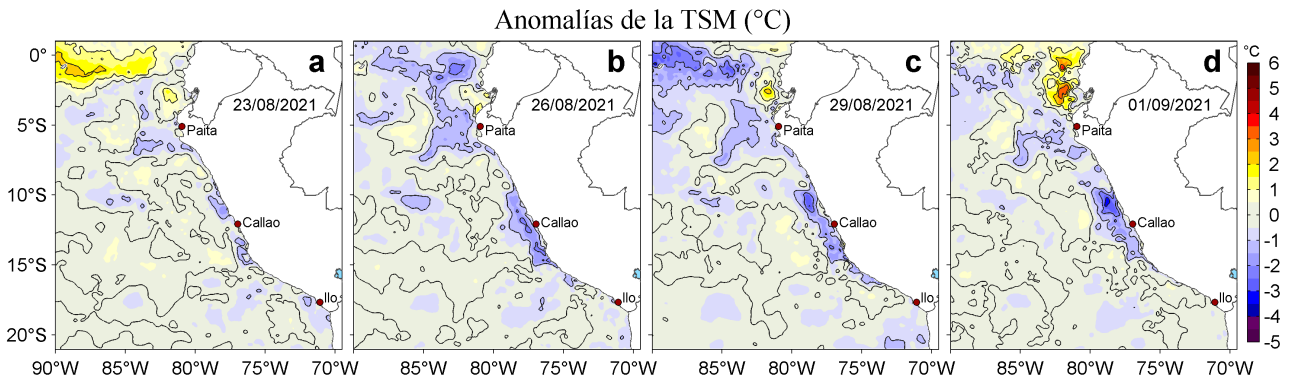 Anomalías de la TSM (°C)
a
23/08/2021
Paita
Callao
Ilo
b
26/08/2021
Paita
Callao
Ilo
c
29/08/2021
Paita
Callao
Ilo
d
01/09/2021
Paita
Callao
Ilo
0°
5°S
10°S
15°S
20°S
90°W 85°W 80°W 75°W 70°W
85°W 80°W 75°W 70°W
85°W 80°W 75°W 70°W
85°W 80°W 75°W 70°W
°C
6
5
4
3
2
1
0
-1
-2
-3
-4
-5